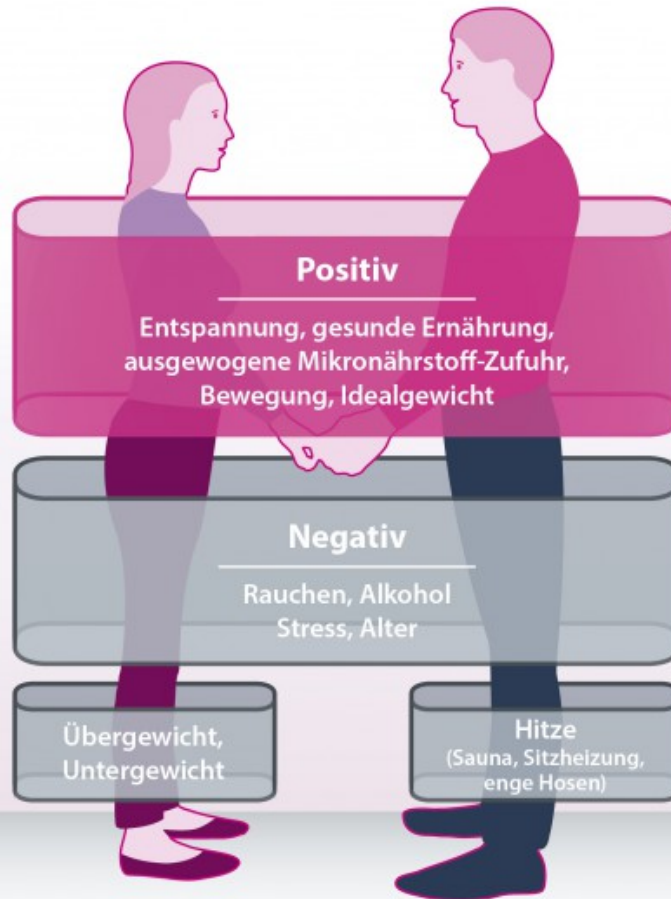 Positiv
Entspannung, gesunde Ernährung,
ausgewogene Mikronährstoff-Zufuhr,
Bewegung, Idealgewicht
Negativ
Rauchen, Alkohol
Stress, Alter
Übergewicht,
Untergewicht
Hitze
(Sauna, Sitzheizung,
enge Hosen)